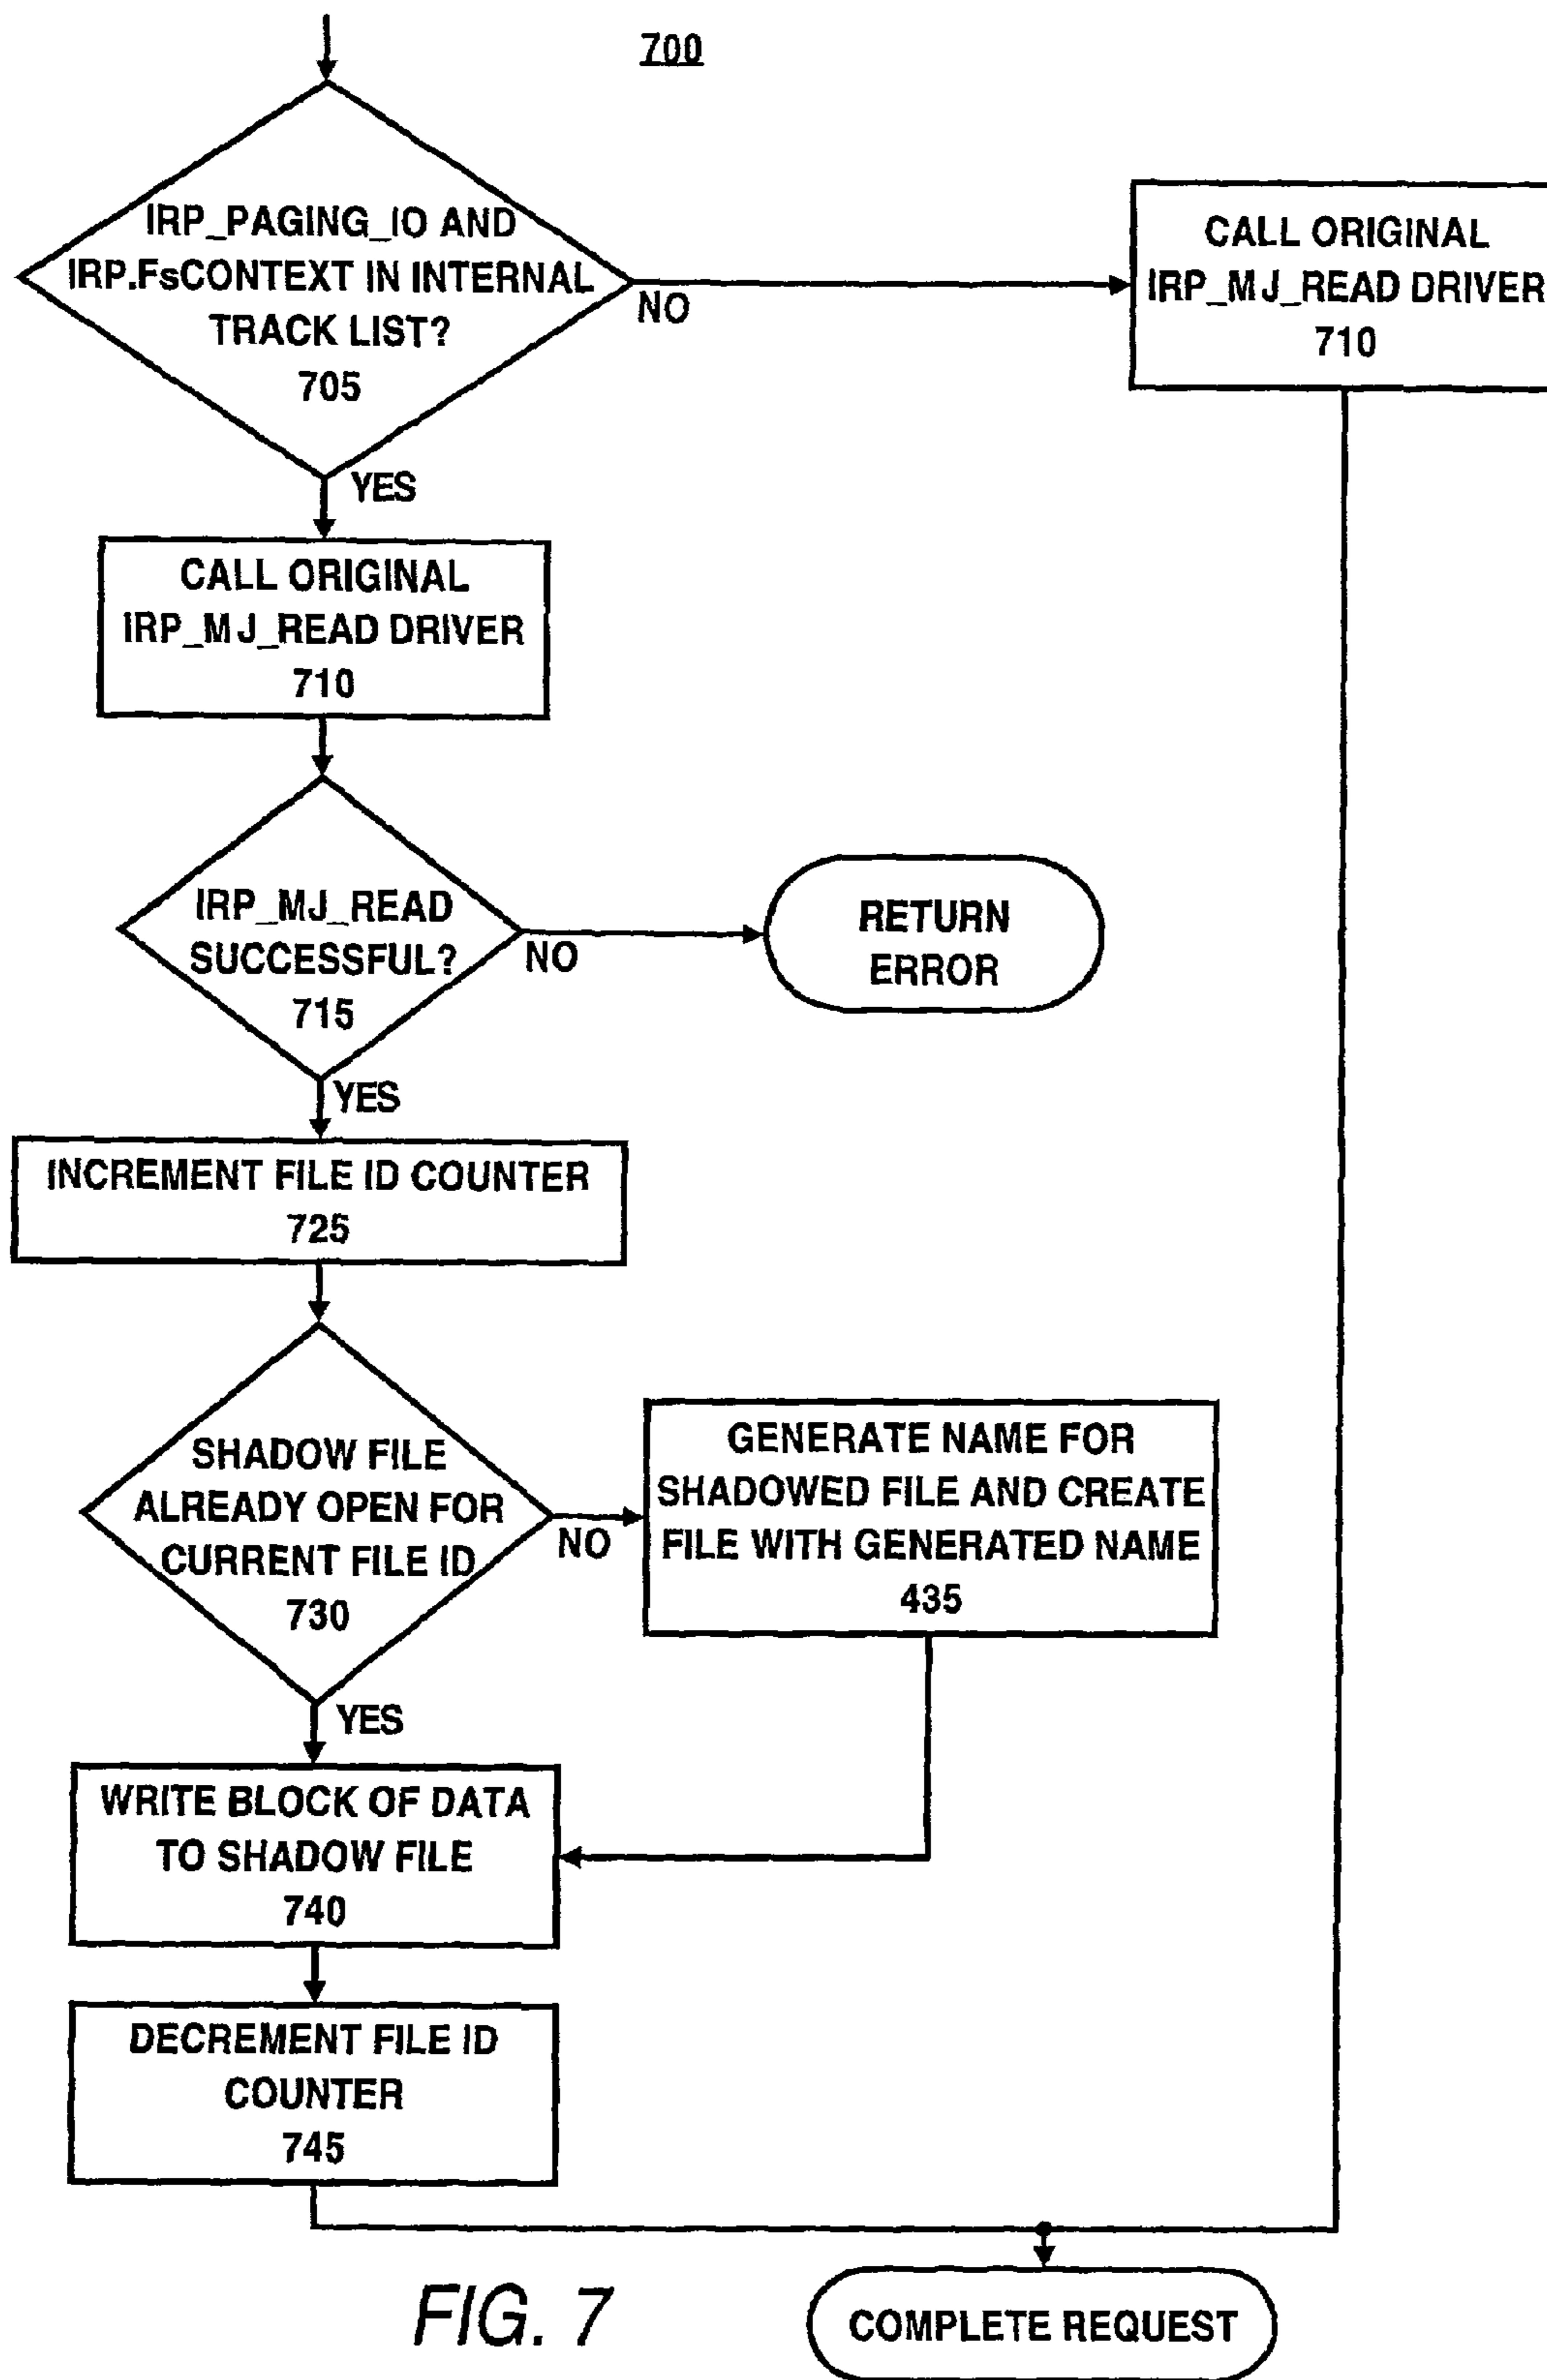 700
IRP_PAGING_IO AND
IRP.FsCONTEXT IN INTERNAL
TRACK LIST?
705
NO
CALL ORIGINAL
IRP_MJ_READ DRIVER
710
YES
CALL ORIGINAL
IRP_MJ_READ DRIVER
710
IRP_MJ_READ
SUCCESSFUL?
715
NO
RETURN
ERROR
YES
INCREMENT FILE ID COUNTER
725
SHADOW FILE
ALREADY OPEN FOR
CURRENT FILE ID
730
NO
GENERATE NAME FOR
SHADOWED FILE AND CREATE
FILE WITH GENERATED NAME
435
YES
WRITE BLOCK OF DATA
TO SHADOW FILE
740
DECREMENT FILE ID
COUNTER
745
COMPLETE REQUEST
FIG. 7